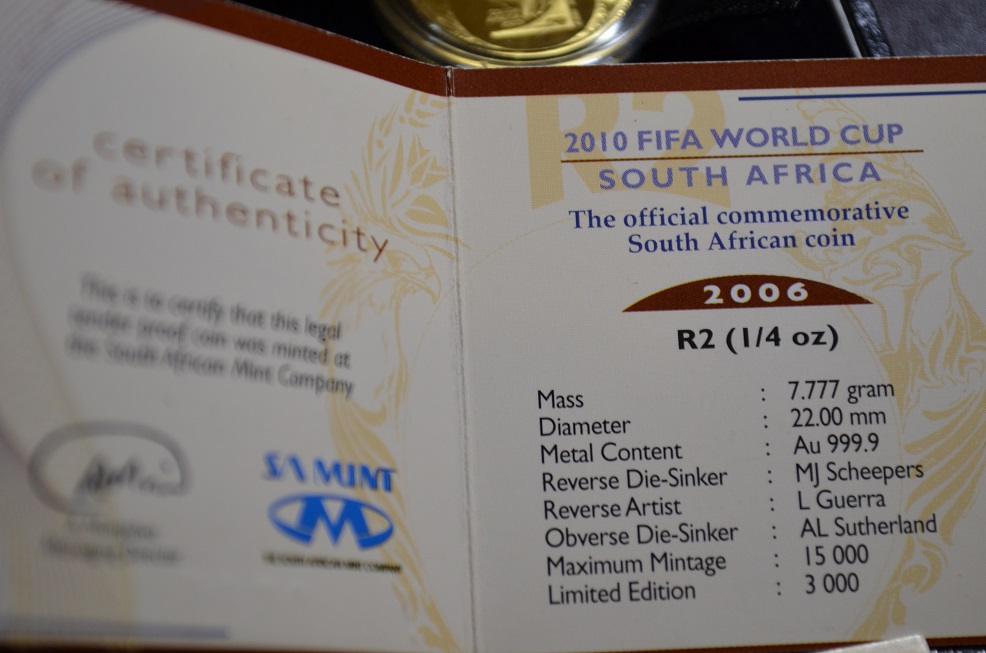 certificate
of authenticity
This is to certify that this legal
tender proof coin was minted at
the South African Mint Company
SA MINT
R2
2010 FIFA WORLD CUP
SOUTH AFRICA
The official commemorative
South African coin
2006
R2 (1/4 oz)
Mass : 7.777 gram
Diameter : 22.00 mm
Metal Content : Au 999.9
Reverse Die-Sinker : MJ Scheepers
Reverse Artist : L Guerra
Obverse Die-Sinker : AL Sutherland
Maximum Mintage : 15 000
Limited Edition : 3 000